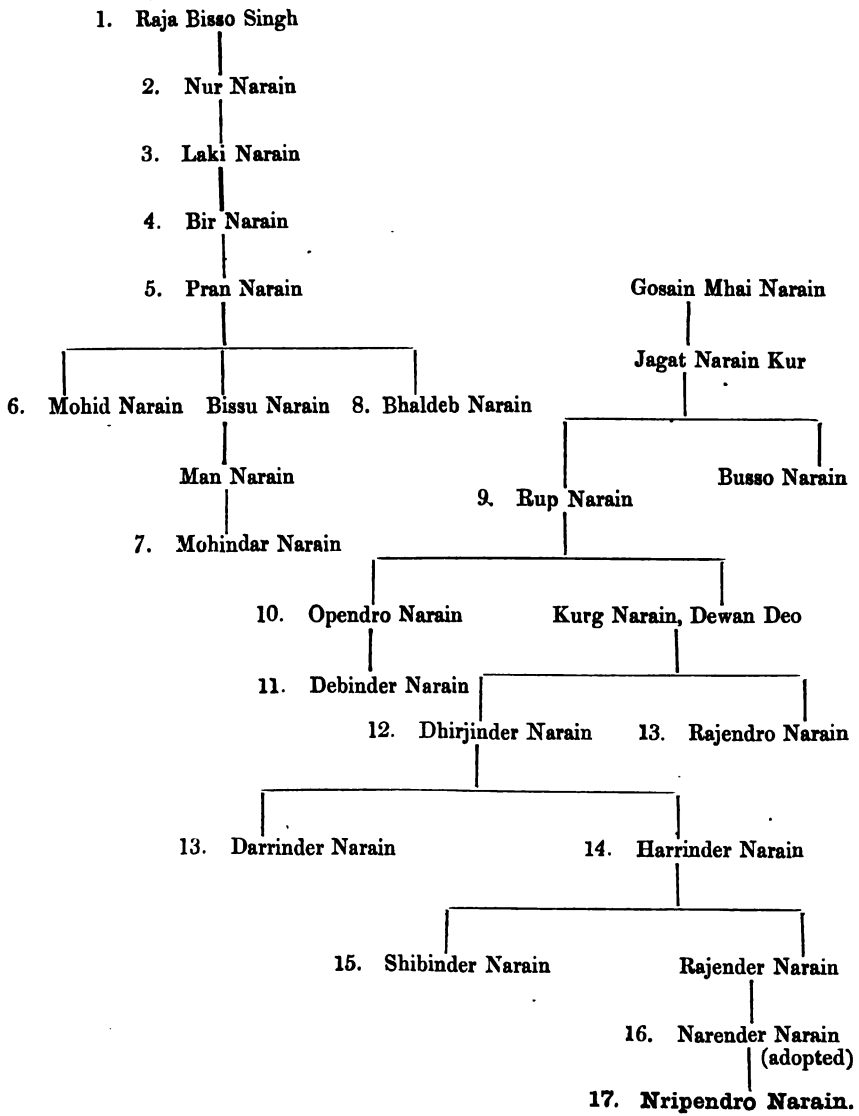 1. Raja Bisso Singh
2. Nur Narain
3. Laki Narain
4. Bir Narain
5. Pran Narain
Gosain Mhai Narain
Jagat Narain Kur
6. Mohid Narain Bissu Narain 8. Bhaldeb Narain
Man Narain
Busso Narain
9. Rup Narain
7. Mohindar Narain
10. Opendro Narain Kurg Narain, Dewan Deo
11. Debinder Narain
12. Dhirjinder Narain 13. Rajendro Narain
13. Darrinder Narain 14. Harrinder Narain
15. Shibinder Narain Rajender Narain
16. Narender Narain
(adopted)
17. Nripendro Narain.